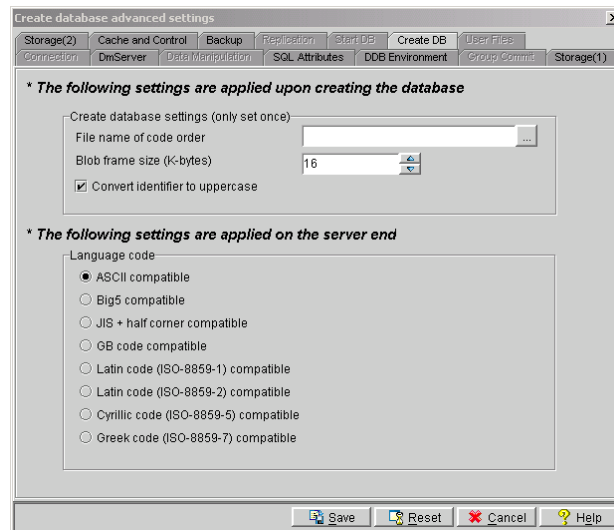 Create database advanced settings
Storage(2) Cache and Control Backup Replication Start DB Create DB User Files
Connection DmServer Data Manipulation SQL Attributes DDB Environment Group Commit Storage(1)
* The following settings are applied upon creating the database
Create database settings (only set once)
File name of code order ...
Blob frame size (K-bytes) 16
Convert identifier to uppercase
* The following settings are applied on the server end
Language code
ASCII compatible
Big5 compatible
JIS + half corner compatible
GB code compatible
Latin code (ISO-8859-1) compatible
Latin code (ISO-8859-2) compatible
Cyrillic code (ISO-8859-5) compatible
Greek code (ISO-8859-7) compatible
Save Reset Cancel Help